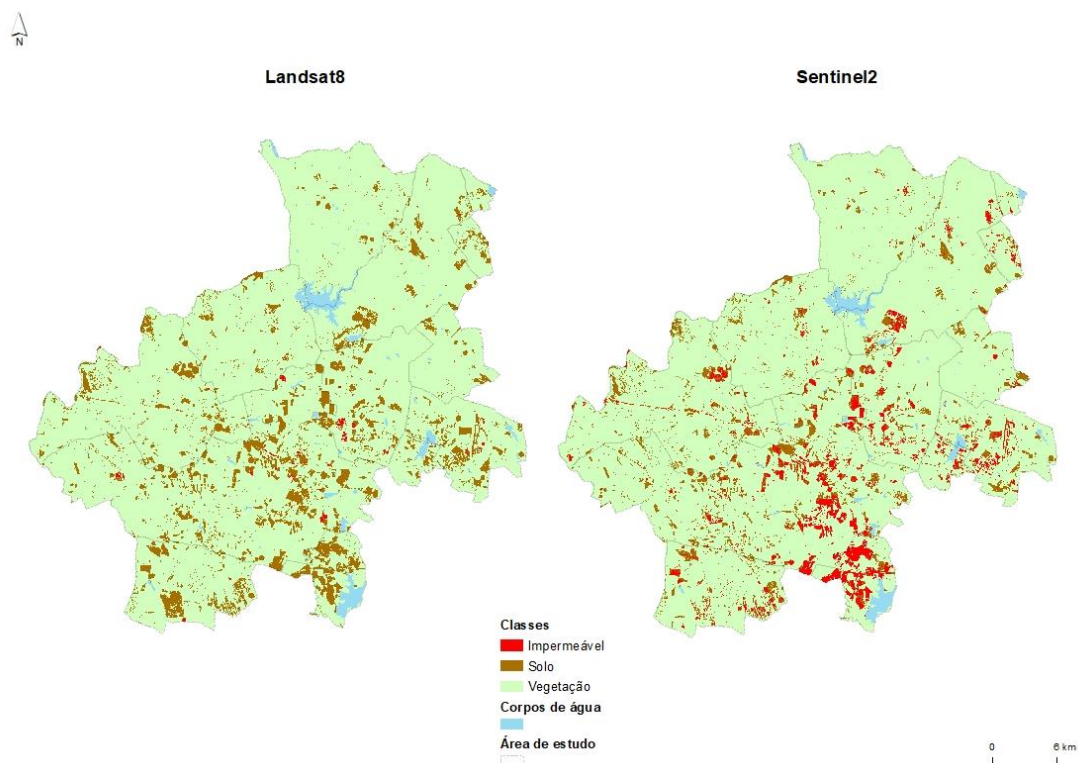 N
Landsat8
Sentinel2
Classes
Impermeável
Solo
Vegetação
Corpos de água
Área de estudo
0 6 km